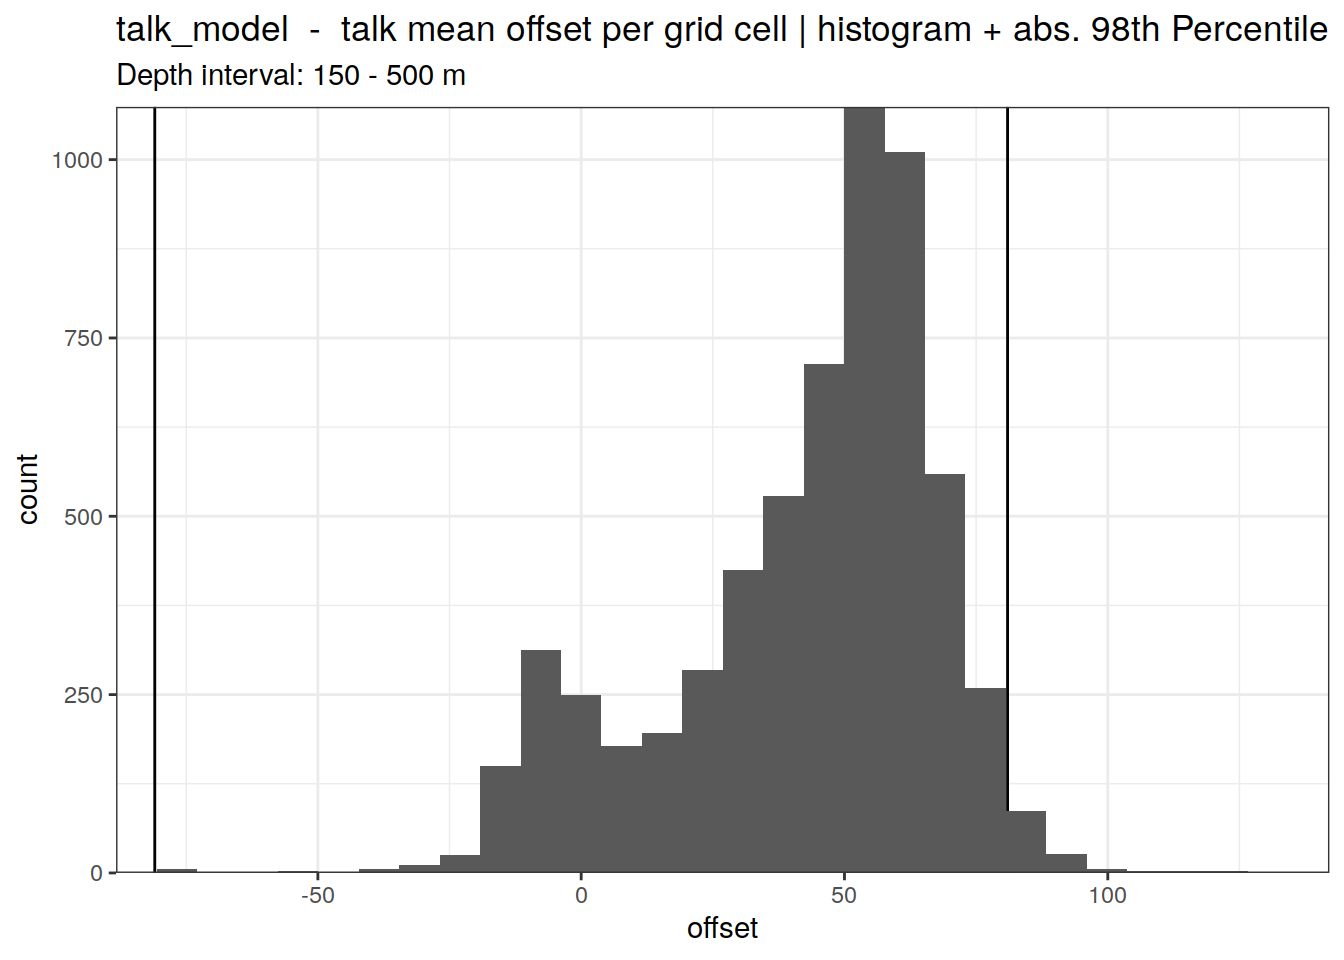 talk_model  -  talk mean offset per grid cell | histogram + abs. 98th Percentile
Depth interval: 150 - 500 m
1000
750
500
250
0
count
-50
0
50
100
offset